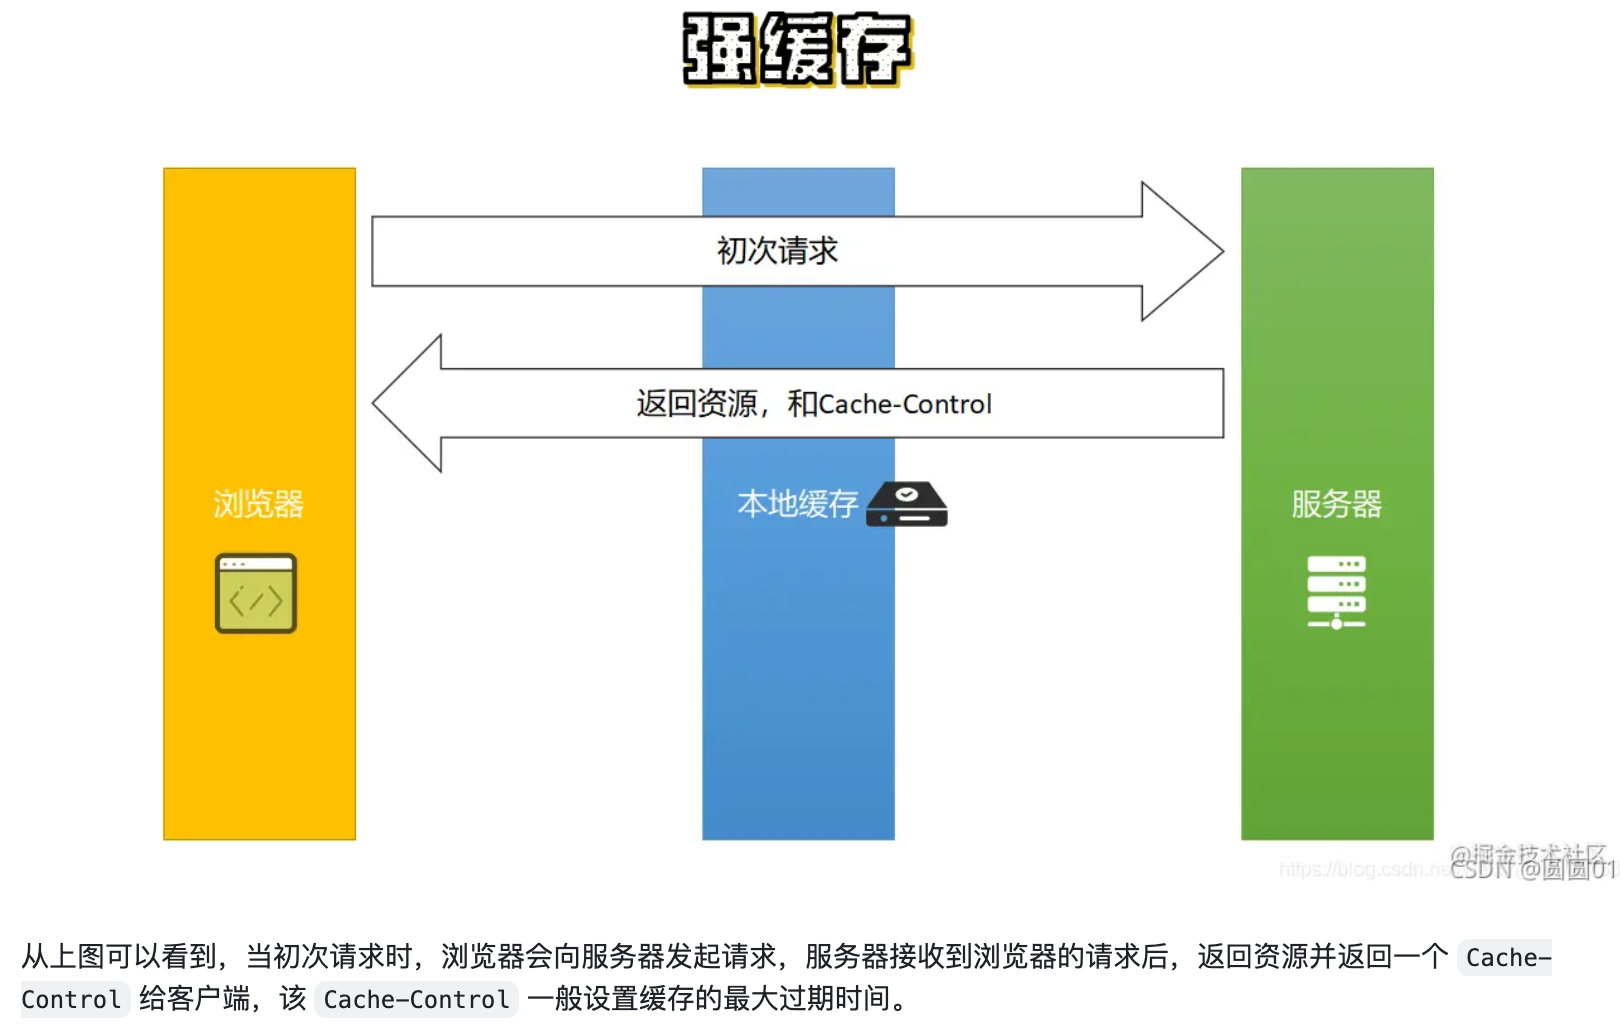 强缓存
初次请求
返回资源，和Cache-Control
浏览器
本地缓存
服务器
@掘金技术社区
https://blog.csdn.ne
CSDN @圆圆01
从上图可以看到，当初次请求时，浏览器会向服务器发起请求，服务器接收到浏览器的请求后，返回资源并返回一个 Cache-
Control 给客户端，该 Cache-Control 一般设置缓存的最大过期时间。